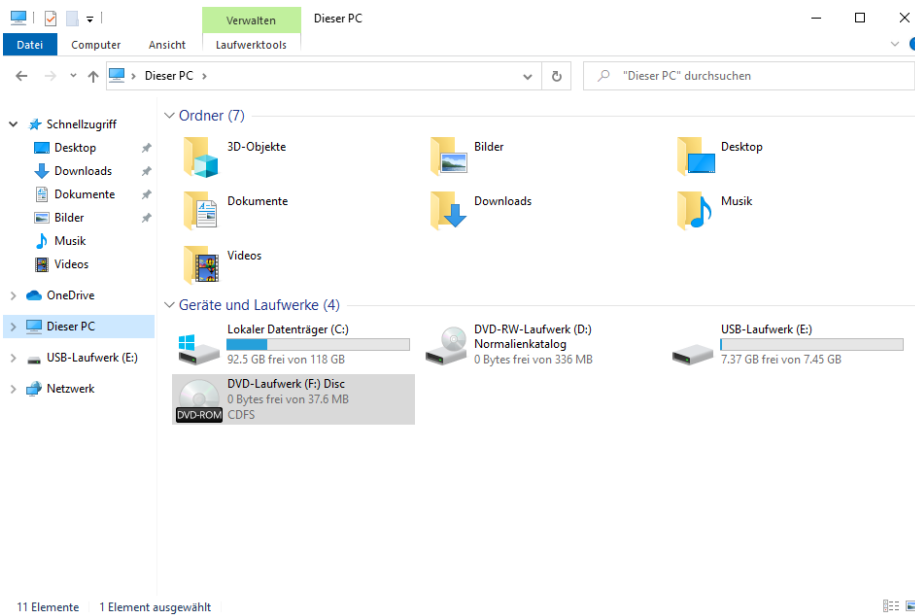 Verwalten
Dieser PC
Datei
Computer
Ansicht
Laufwerktools
Dieser PC
"Dieser PC" durchsuchen
Schnellzugriff
Desktop
Downloads
Dokumente
Bilder
Musik
Videos
OneDrive
Dieser PC
USB-Laufwerk (E:)
Netzwerk
Ordner (7)
3D-Objekte
Bilder
Desktop
Dokumente
Downloads
Musik
Videos
Geräte und Laufwerke (4)
Lokaler Datenträger (C:)
92.5 GB frei von 118 GB
DVD-RW-Laufwerk (D:)
Normalienkatalog
0 Bytes frei von 336 MB
USB-Laufwerk (E:)
7.37 GB frei von 7.45 GB
DVD-ROM
DVD-Laufwerk (F:) Disc
0 Bytes frei von 37.6 MB
CDFS
11 Elemente
1 Element ausgewählt